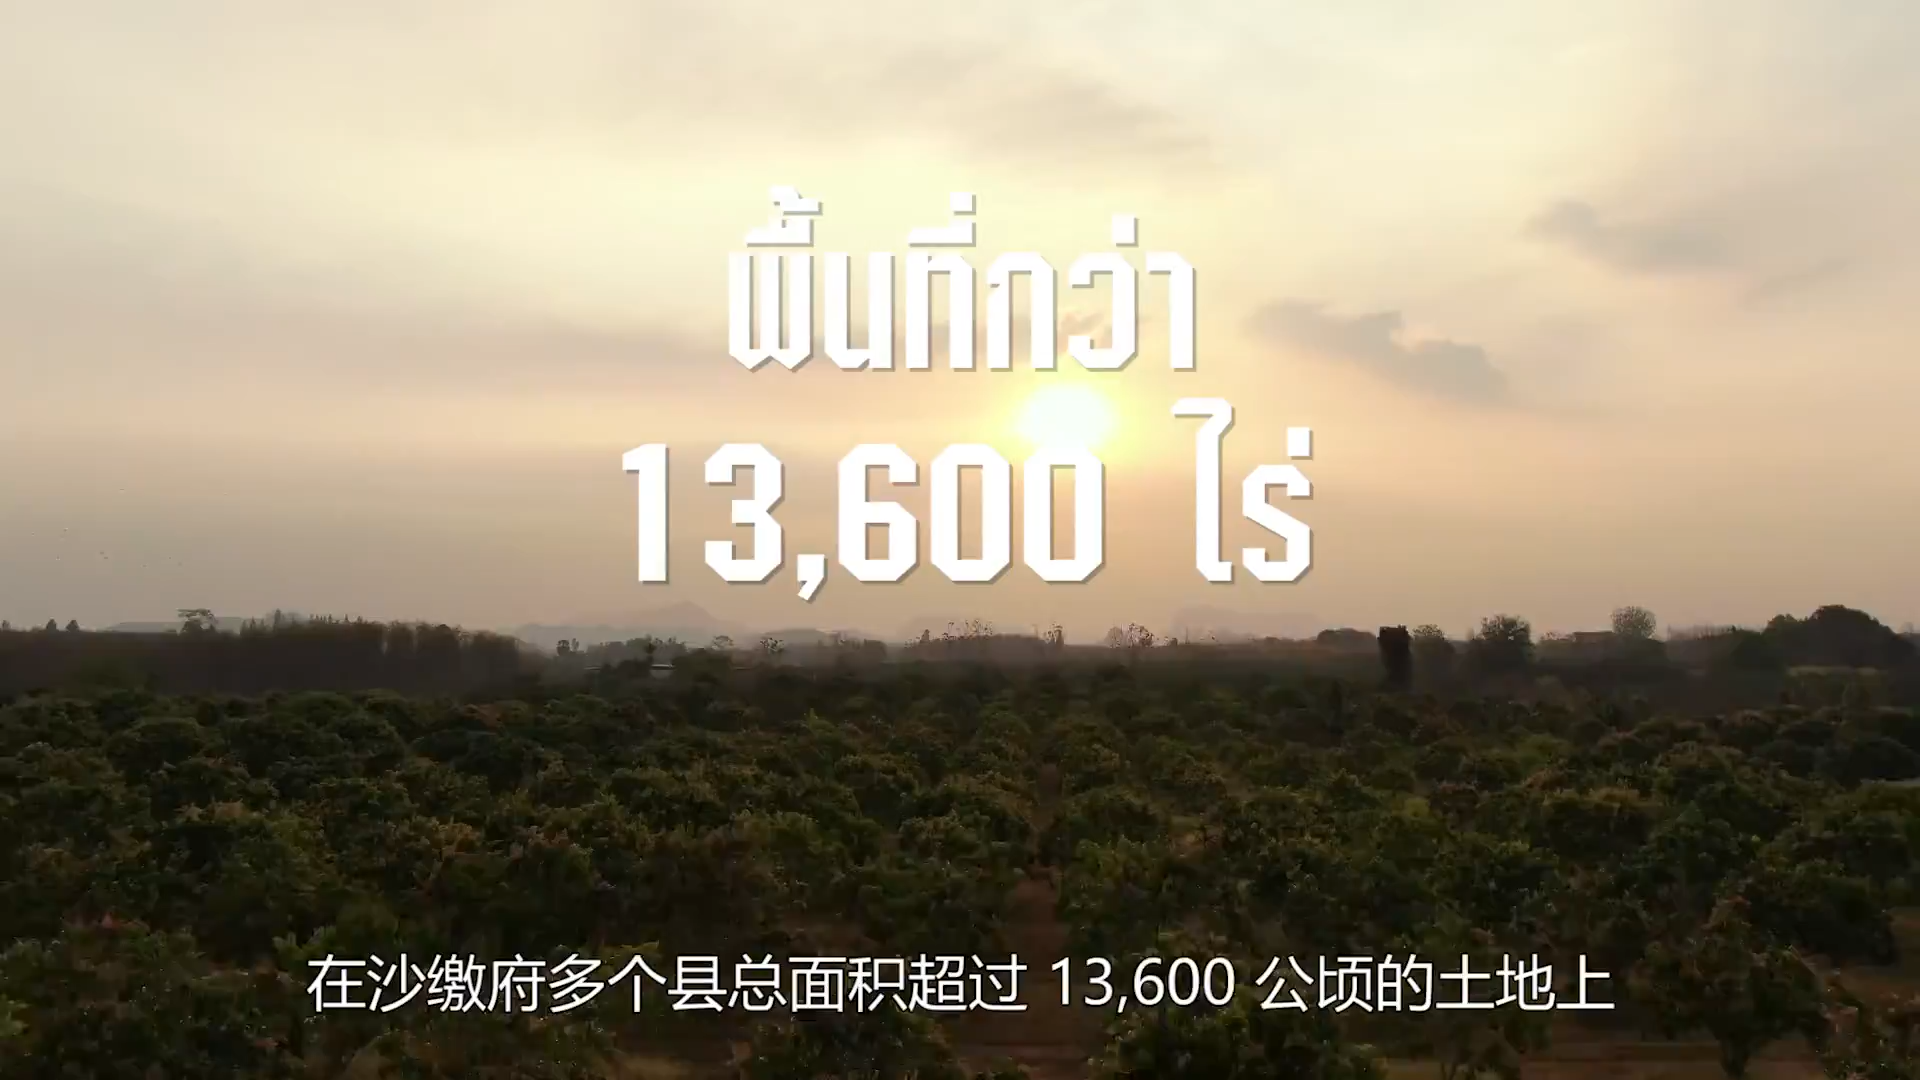 พื้นที่กว่า
13,600 ไร่
在沙缴府多个县总面积超过 13,600 公顷的土地上